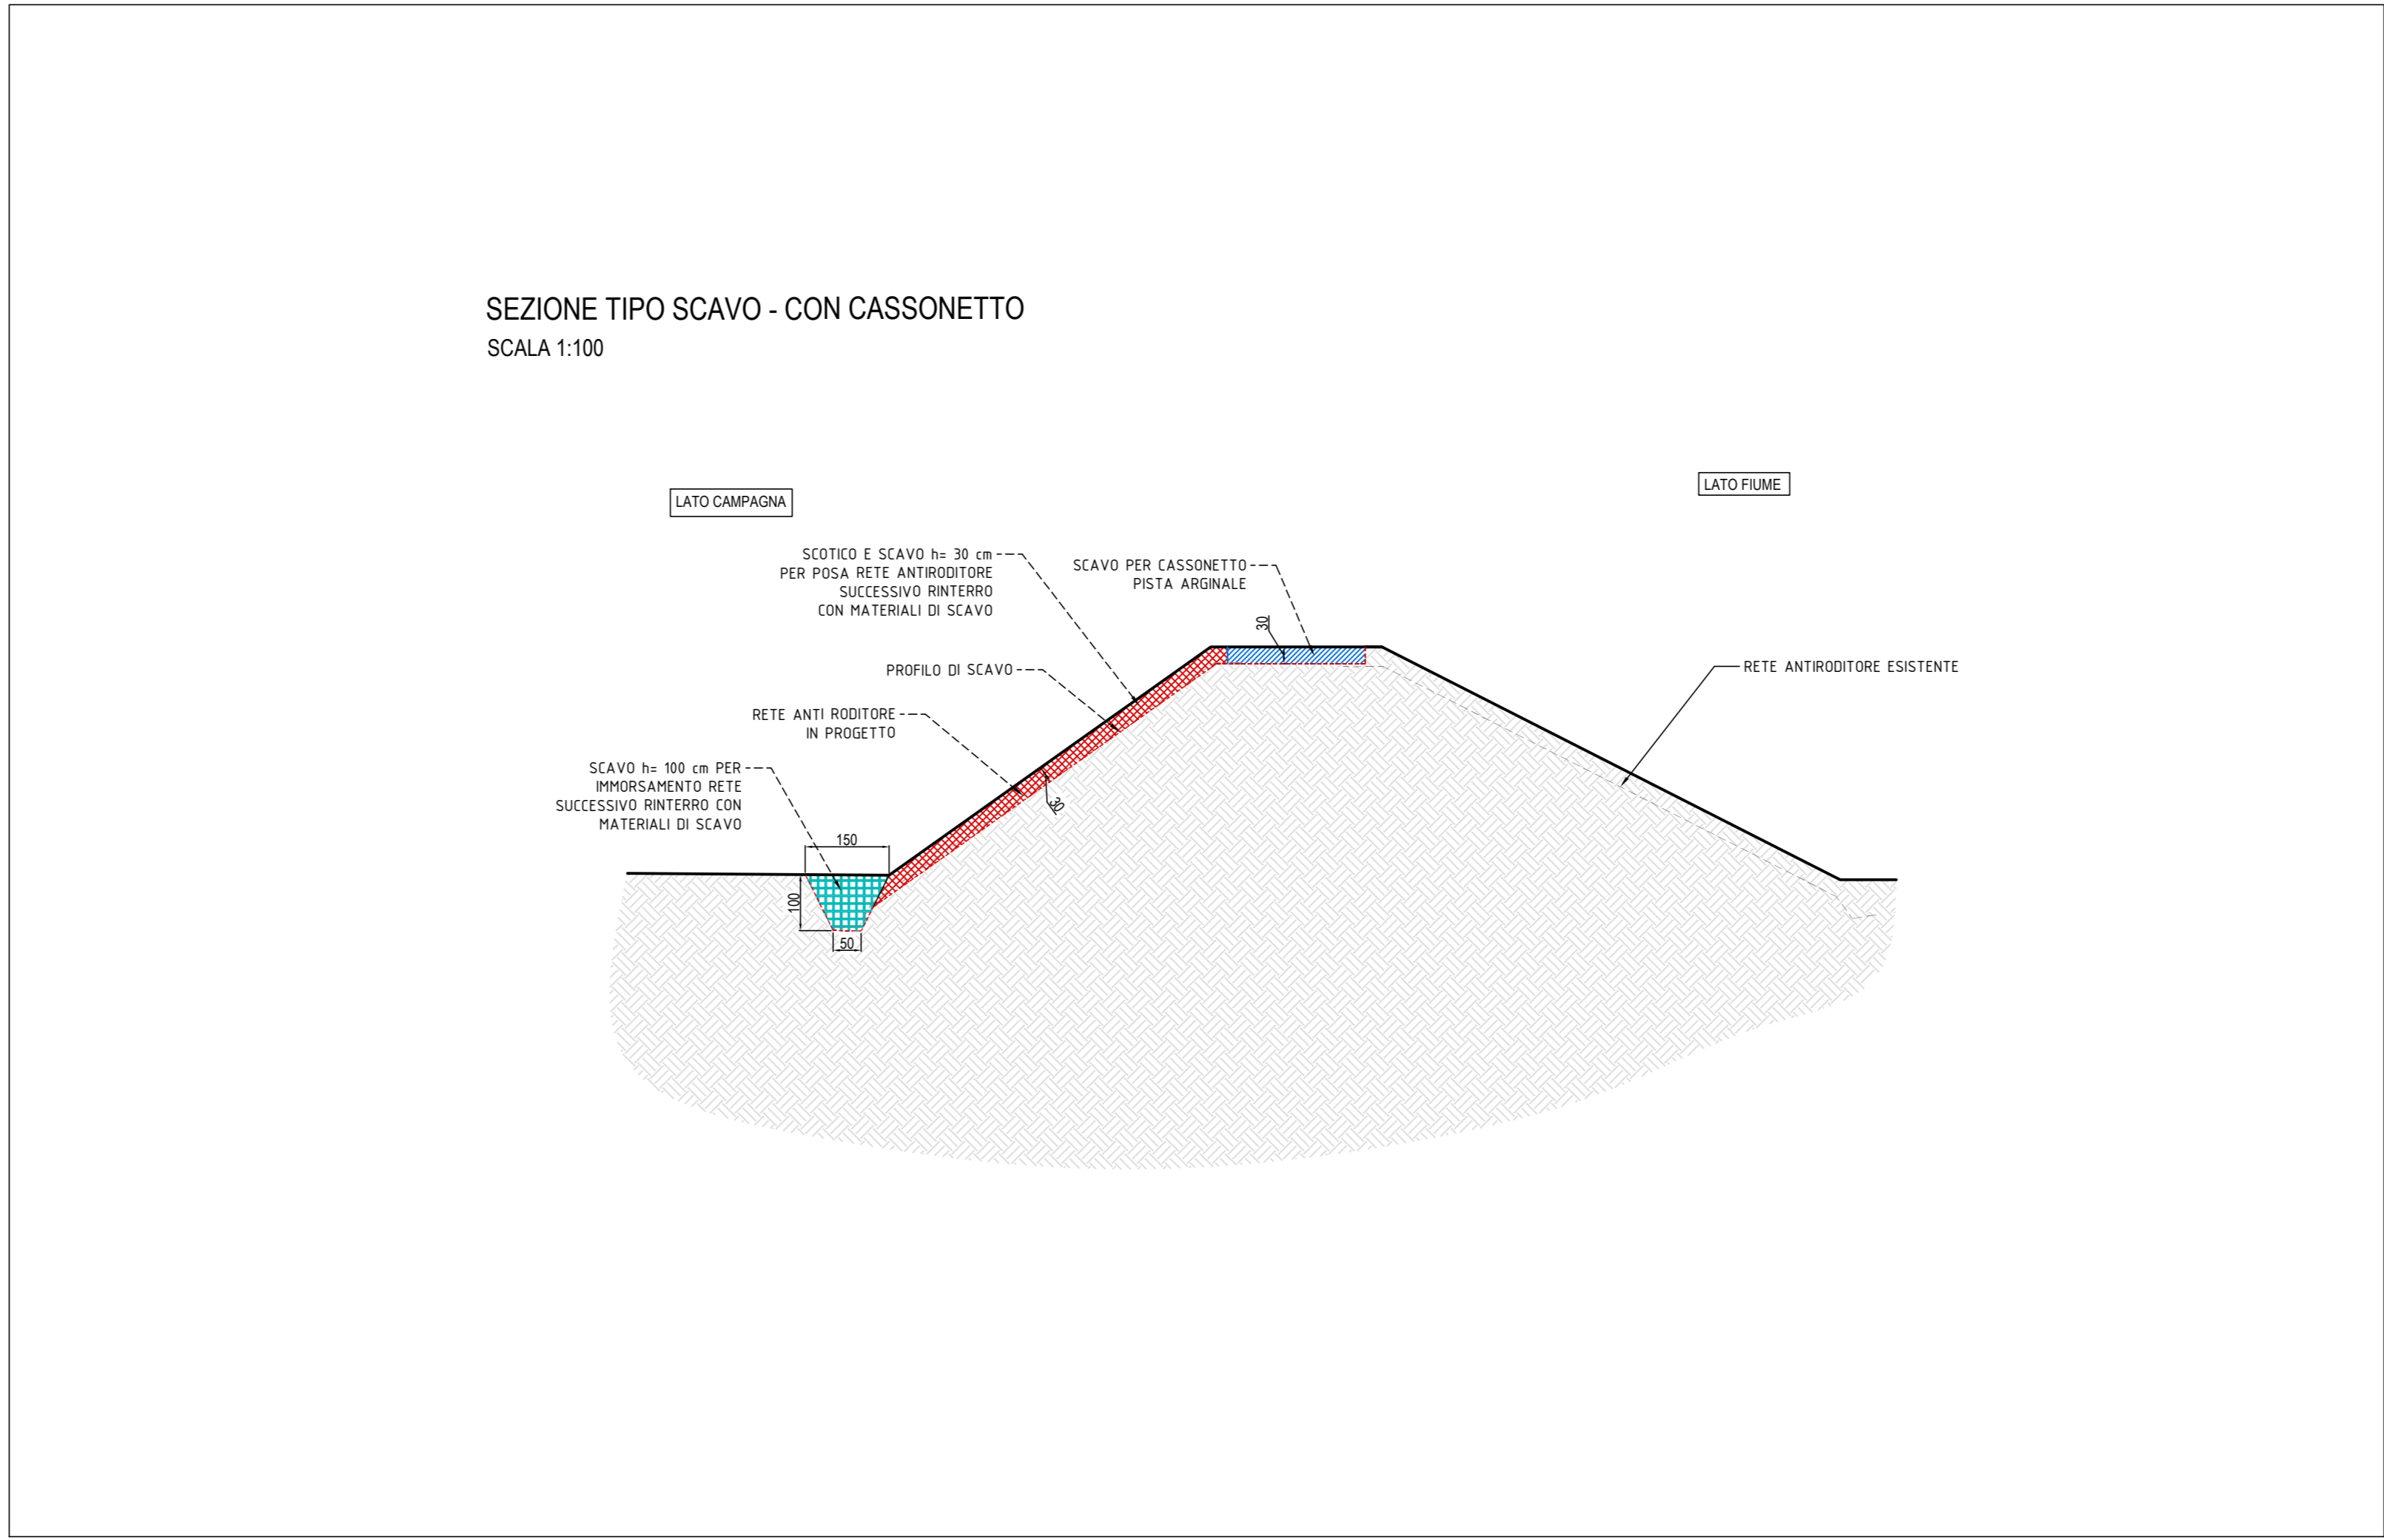 SEZIONE TIPO SCAVO - CON CASSONETTO
SCALA 1:100
LATO CAMPAGNA
LATO FIUME
SCOTICO E SCAVO h= 30 cm
PER POSA RETE ANTIRODITORE
SUCCESSIVO RINTERRO
CON MATERIALI DI SCAVO
SCAVO PER CASSONETTO
PISTA ARGINALE
30
PROFILO DI SCAVO
RETE ANTIRODITORE ESISTENTE
RETE ANTI RODITORE
IN PROGETTO
SCAVO h= 100 cm PER
IMMORSAMENTO RETE
SUCCESSIVO RINTERRO CON
MATERIALI DI SCAVO
30
150
100
50